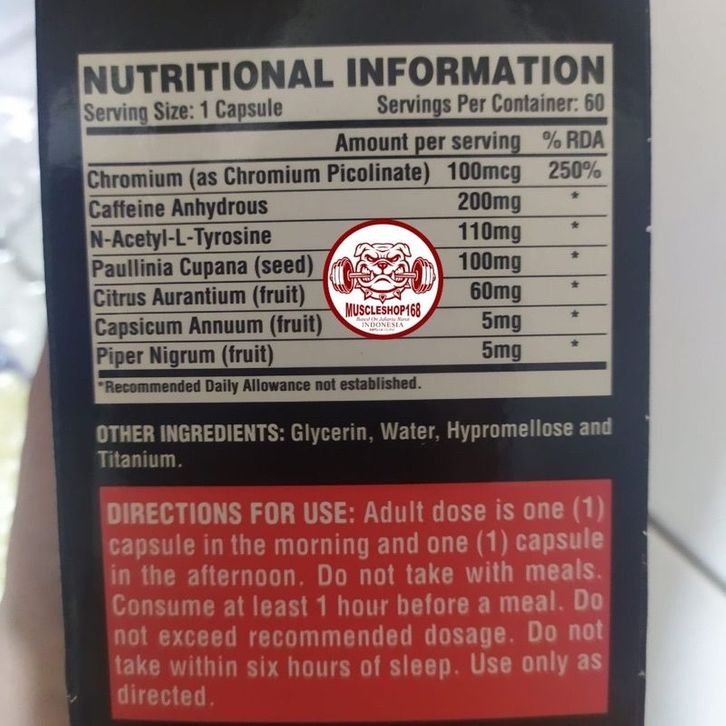 NUTRITIONAL INFORMATION
Serving Size: 1 Capsule Servings Per Container: 60
Amount per serving % RDA
Chromium (as Chromium Picolinate) 100mcg 250%
Caffeine Anhydrous 200mg *
N-Acetyl-L-Tyrosine 110mg *
Paullinia Cupana (seed) 100mg *
Citrus Aurantium (fruit) 60mg *
Capsicum Annuum (fruit) 5mg *
Piper Nigrum (fruit) 5mg *
*Recommended Daily Allowance not established.
MUSCLESHOP168
INDONESIA
OTHER INGREDIENTS: Glycerin, Water, Hypromellose and
Titanium.
DIRECTIONS FOR USE: Adult dose is one (1)
capsule in the morning and one (1) capsule
in the afternoon. Do not take with meals.
Consume at least 1 hour before a meal. Do
not exceed recommended dosage. Do not
take within six hours of sleep. Use only as
directed.